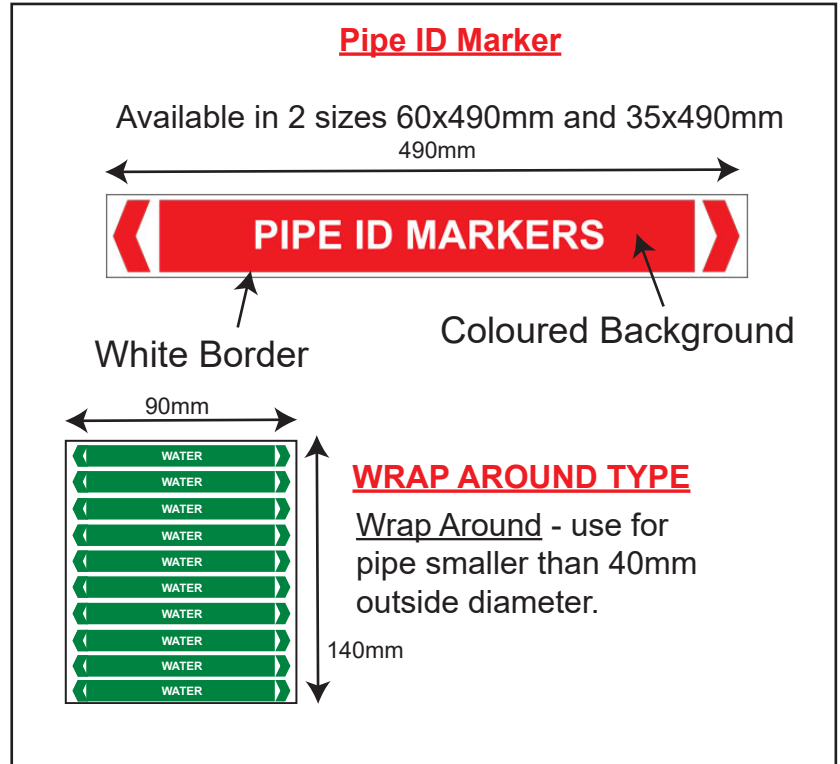 Pipe ID Marker
Available in 2 sizes 60x490mm and 35x490mm
490mm
PIPE ID MARKERS
White Border
Coloured Background
90mm
WATER
WATER
WATER
WATER
WATER
WATER
WATER
WATER
WATER
WATER
140mm
WRAP AROUND TYPE
Wrap Around - use for
pipe smaller than 40mm
outside diameter.